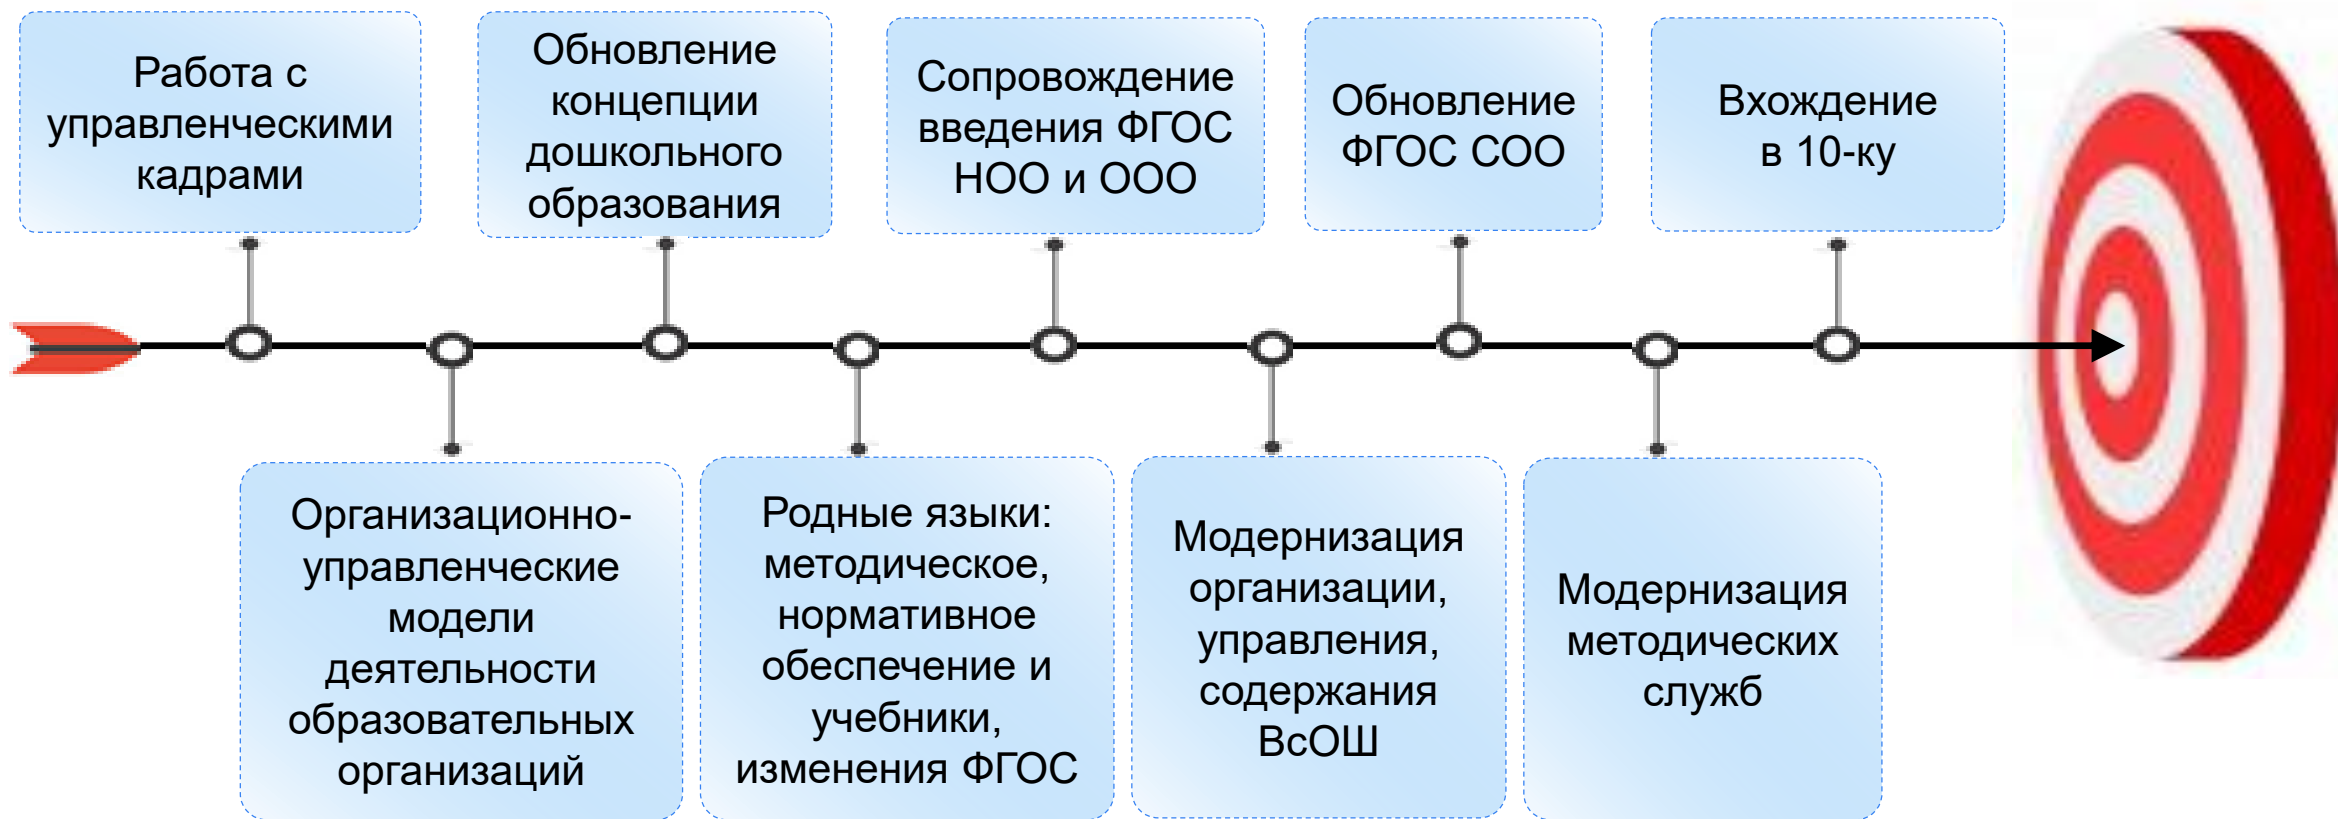 Работа с
управленческими
кадрами
Обновление
концепции
дошкольного
образования
Сопровождение
введения ФГОС
НОО и ООО
Обновление
ФГОС СОО
Вхождение
в 10-ку
Организационно-
управленческие
модели
деятельности
образовательных
организаций
Родные языки:
методическое,
нормативное
обеспечение и
учебники,
изменения ФГОС
Модернизация
организации,
управления,
содержания
ВсОШ
Модернизация
методических
служб